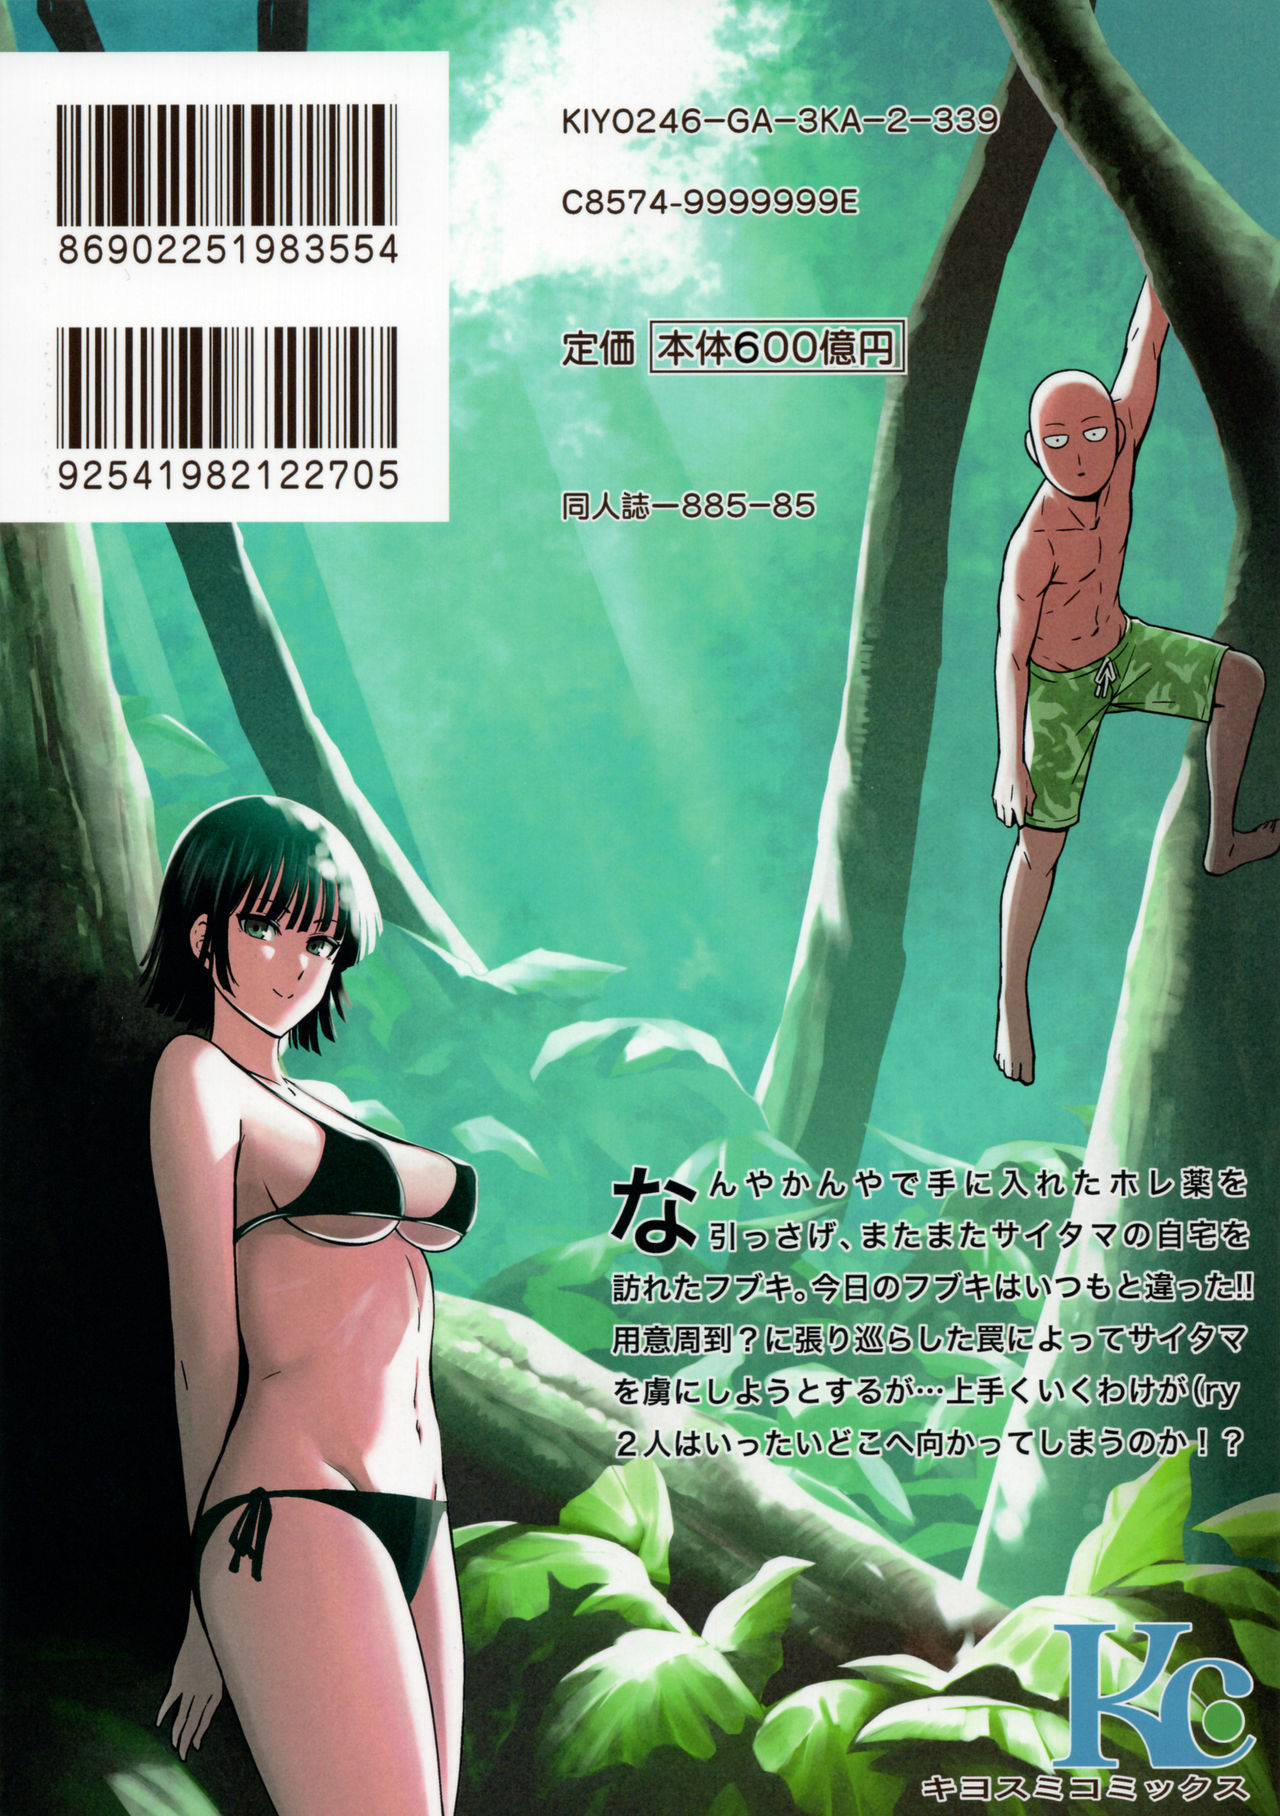 KIYO246-GA-3KA-2-339
C8574-9999999E
86902251983554
定価 本体600億円
92541982122705
同人誌ー885-85
なんやかんやで手に入れたホレ薬を
引っさげ、またまたサイタマの自宅を
訪れたフブキ。今日のフブキはいつもと違った!!
用意周到？に張り巡らした罠によってサイタマ
を虜にしようとするが…上手くいくわけが(ry
２人はいったいどこへ向かってしまうのか！？
KC
キヨスミコミックス